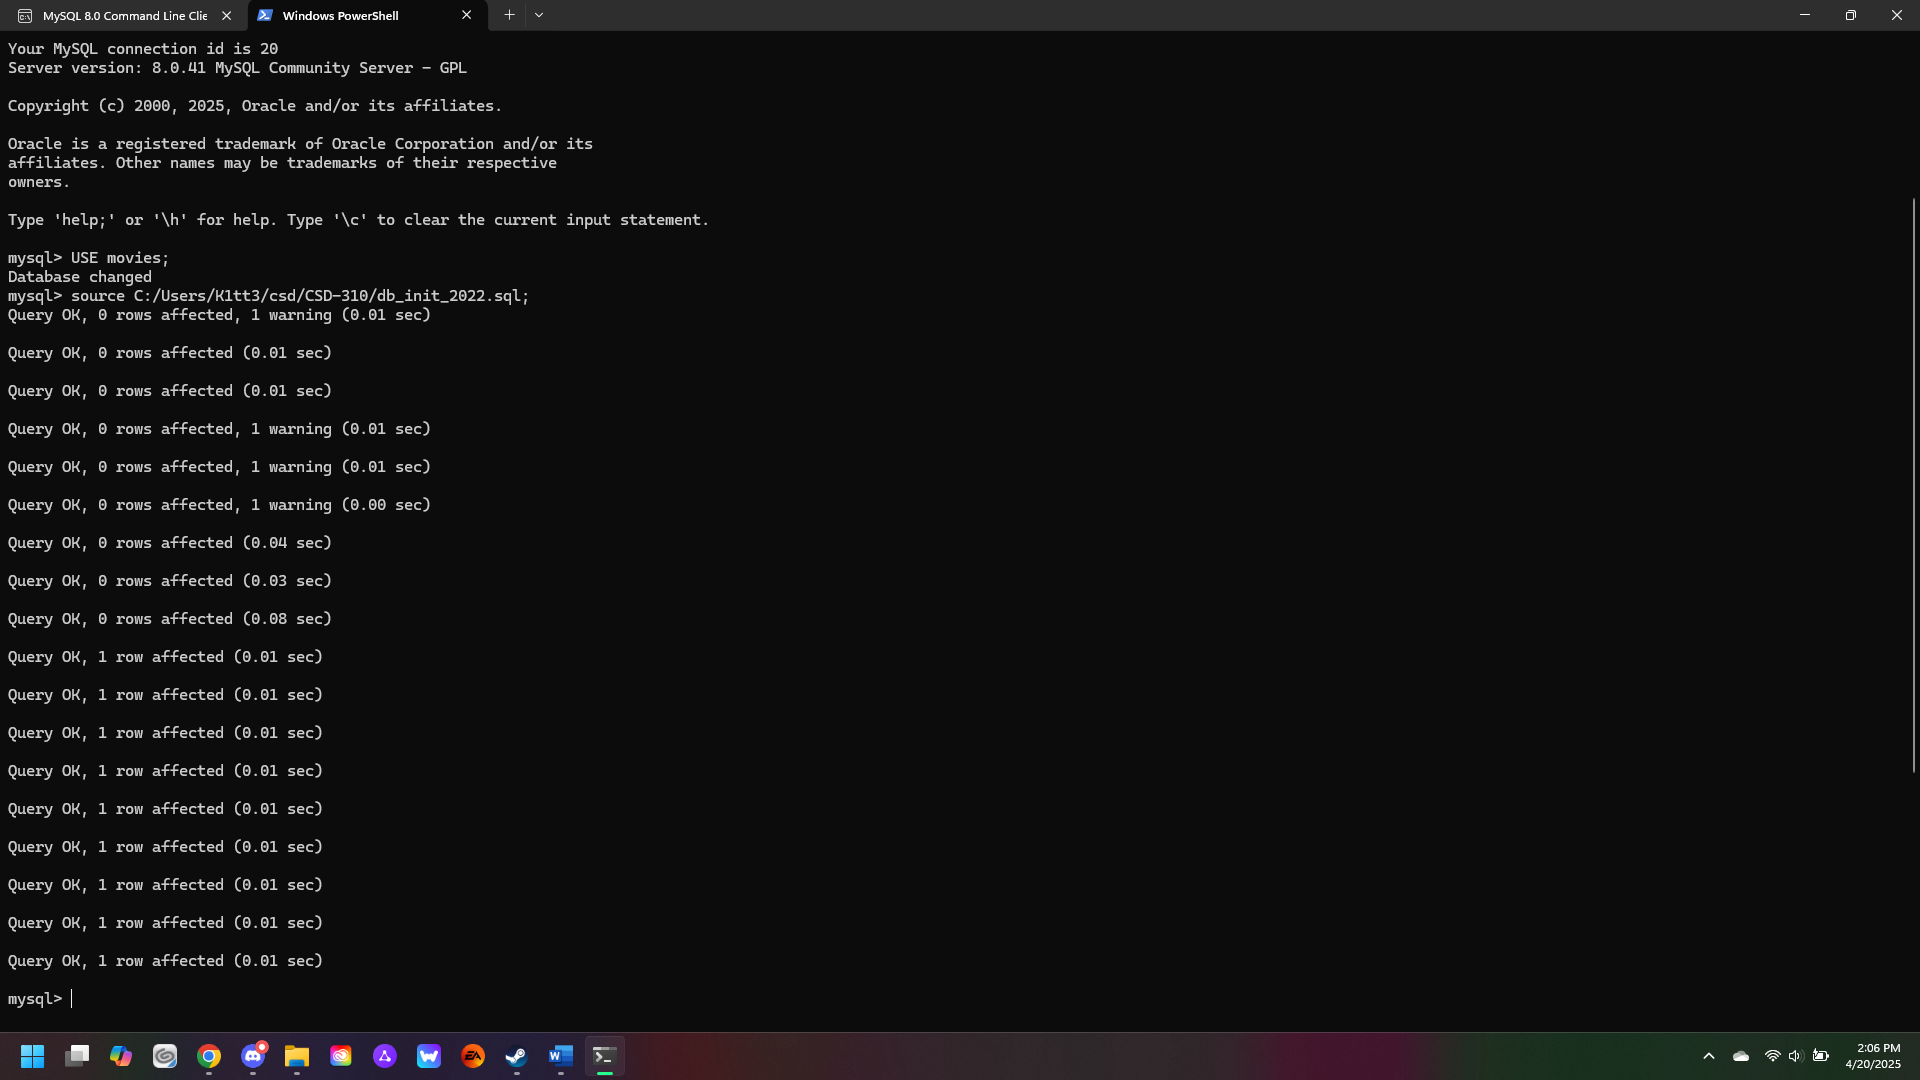 MySQL 8.0 Command Line Clie
Windows PowerShell
Your MySQL connection id is 20
Server version: 8.0.41 MySQL Community Server - GPL
Copyright (c) 2000, 2025, Oracle and/or its affiliates.
Oracle is a registered trademark of Oracle Corporation and/or its
affiliates. Other names may be trademarks of their respective
owners.
Type 'help;' or '\h' for help. Type '\c' to clear the current input statement.
mysql> USE movies;
Database changed
mysql> source C:/Users/K1tt3/csd/CSD-310/db_init_2022.sql;
Query OK, 0 rows affected, 1 warning (0.01 sec)
Query OK, 0 rows affected (0.01 sec)
Query OK, 0 rows affected (0.01 sec)
Query OK, 0 rows affected, 1 warning (0.01 sec)
Query OK, 0 rows affected, 1 warning (0.01 sec)
Query OK, 0 rows affected, 1 warning (0.00 sec)
Query OK, 0 rows affected (0.04 sec)
Query OK, 0 rows affected (0.03 sec)
Query OK, 0 rows affected (0.08 sec)
Query OK, 1 row affected (0.01 sec)
Query OK, 1 row affected (0.01 sec)
Query OK, 1 row affected (0.01 sec)
Query OK, 1 row affected (0.01 sec)
Query OK, 1 row affected (0.01 sec)
Query OK, 1 row affected (0.01 sec)
Query OK, 1 row affected (0.01 sec)
Query OK, 1 row affected (0.01 sec)
Query OK, 1 row affected (0.01 sec)
mysql>
2:06 PM
4/20/2025